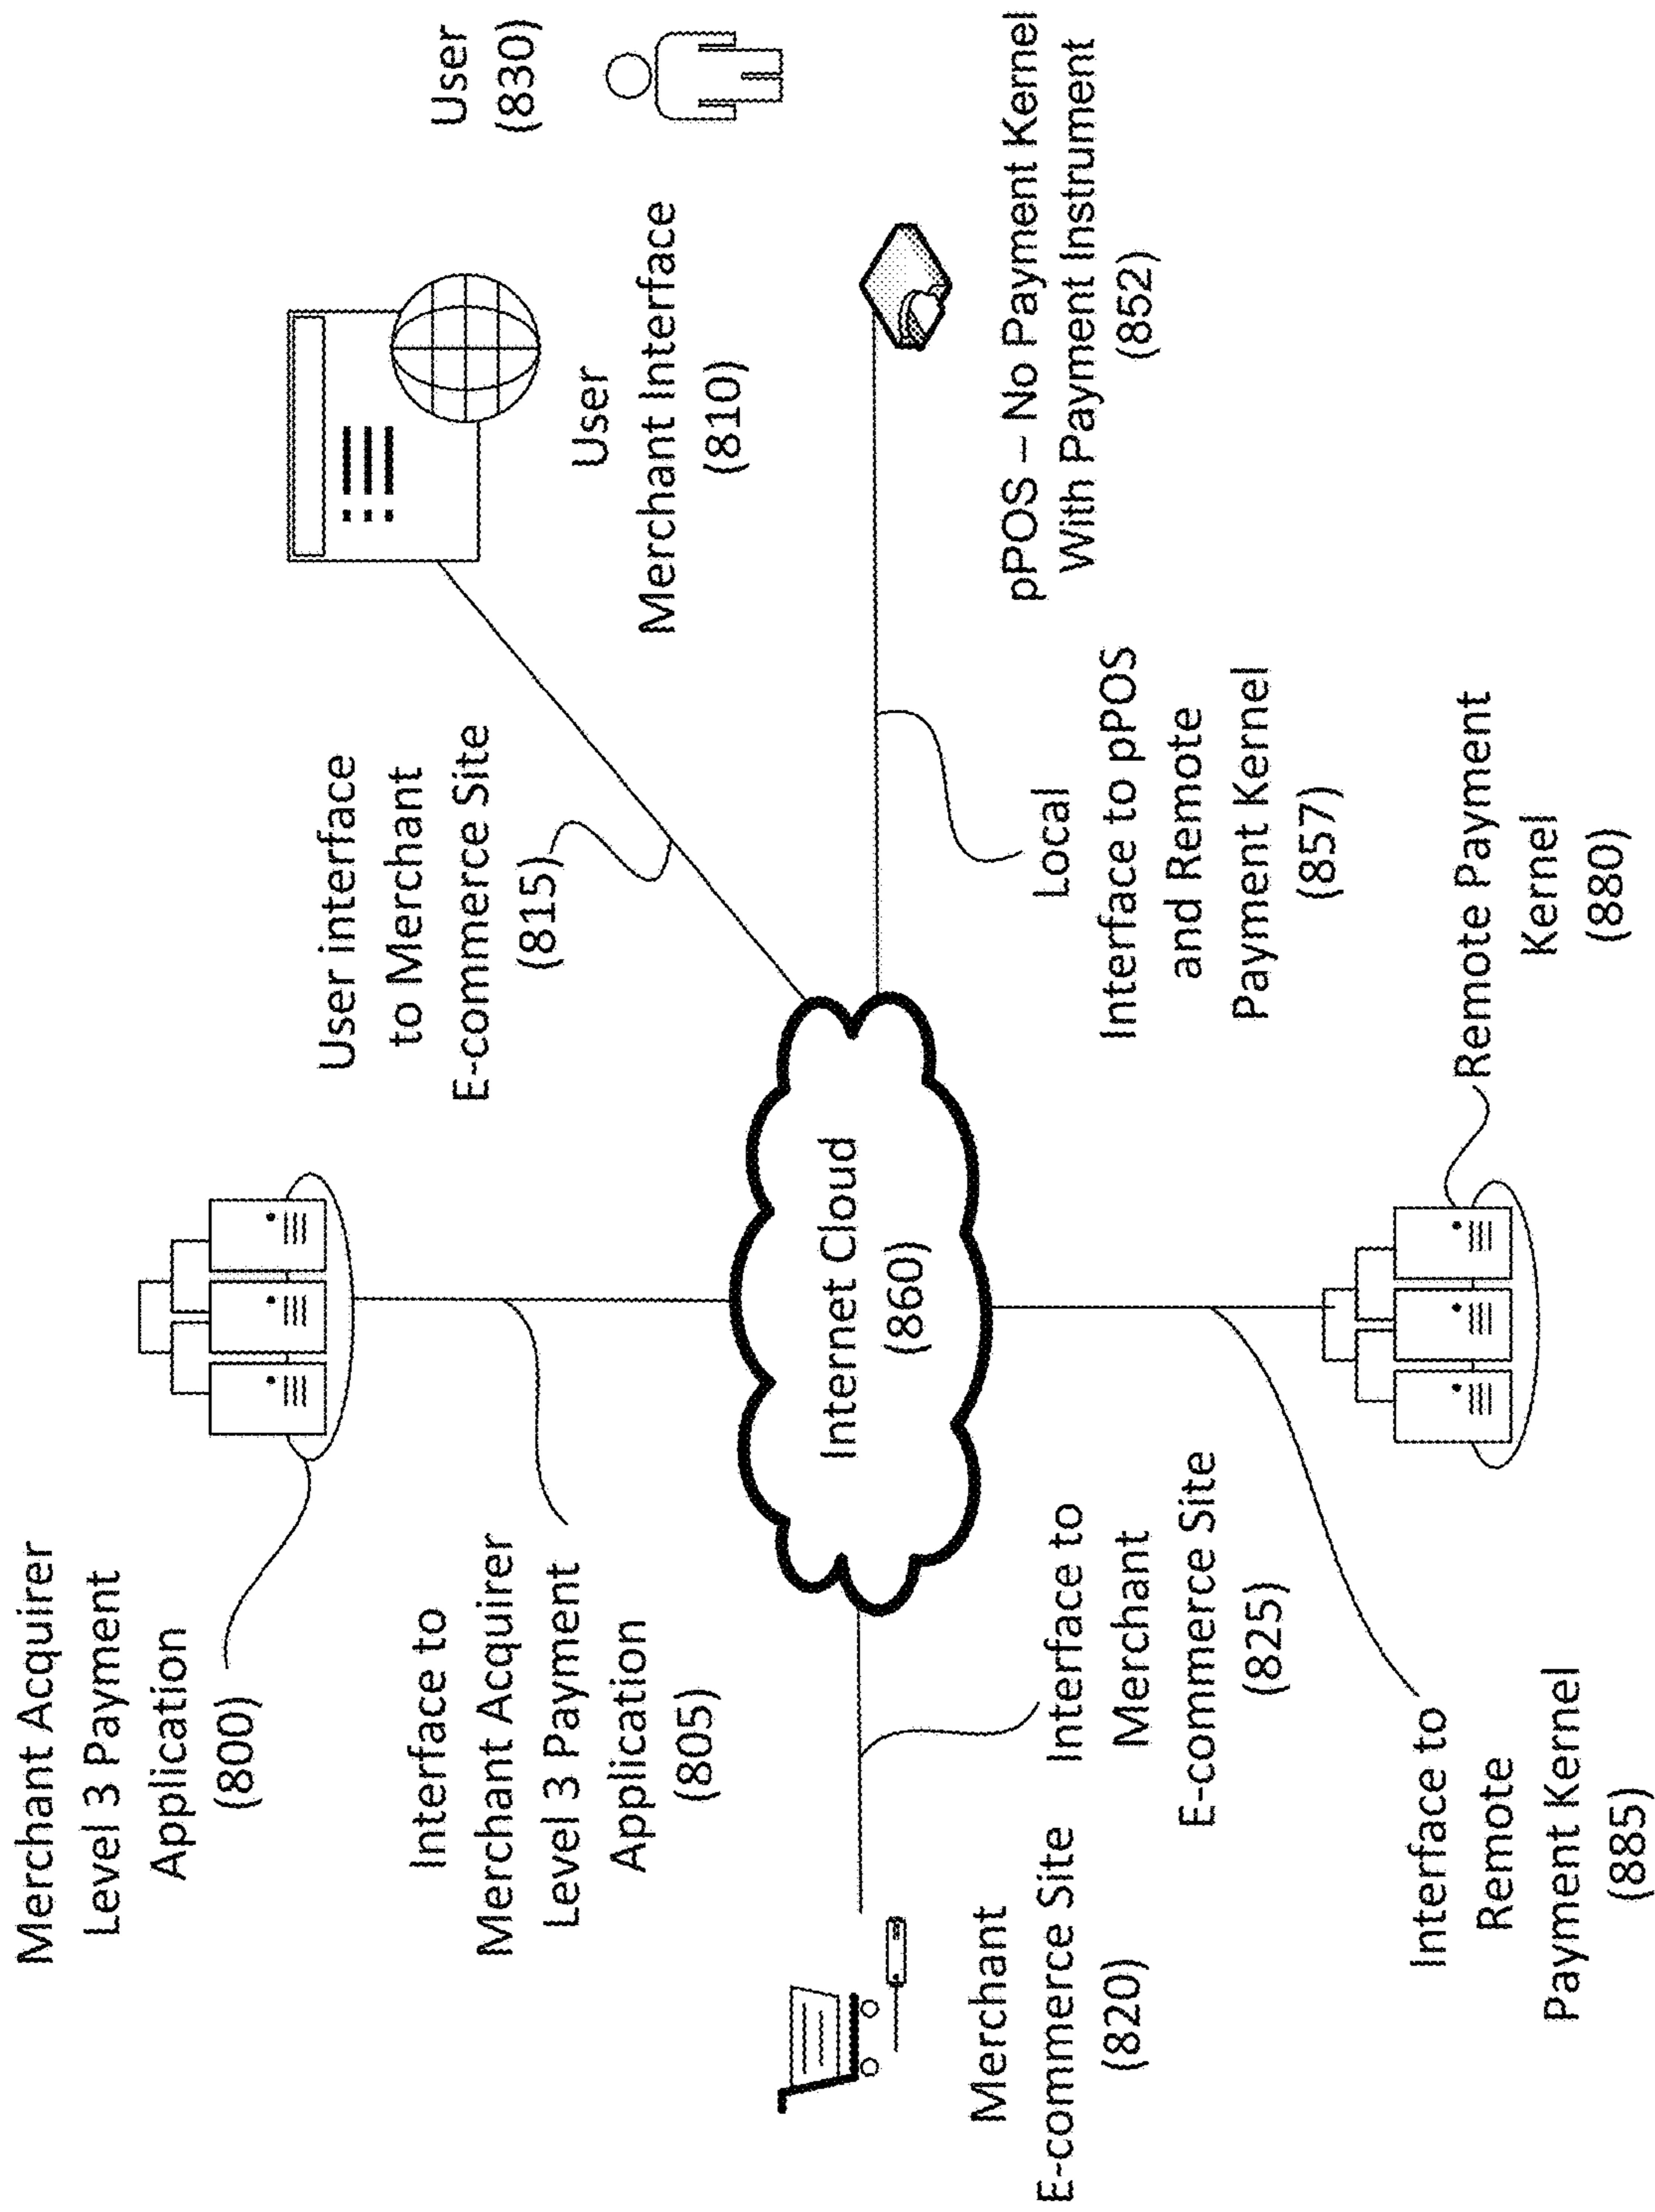 Merchant Acquirer
Level 3 Payment
Application
(800)
Interface to
Merchant Acquirer
Level 3 Payment
Application
(805)
User interface
to Merchant
E-commerce Site
(815)
User
Merchant Interface
(810)
User
(830)
Internet Cloud
(860)
Merchant
E-commerce Site
(820)
Interface to
Merchant
E-commerce Site
(825)
Local
Interface to pPOS
and Remote
Payment Kernel
(857)
pPOS – No Payment Kernel
With Payment Instrument
(852)
Interface to
Remote
Payment Kernel
(885)
Remote Payment
Kernel
(880)